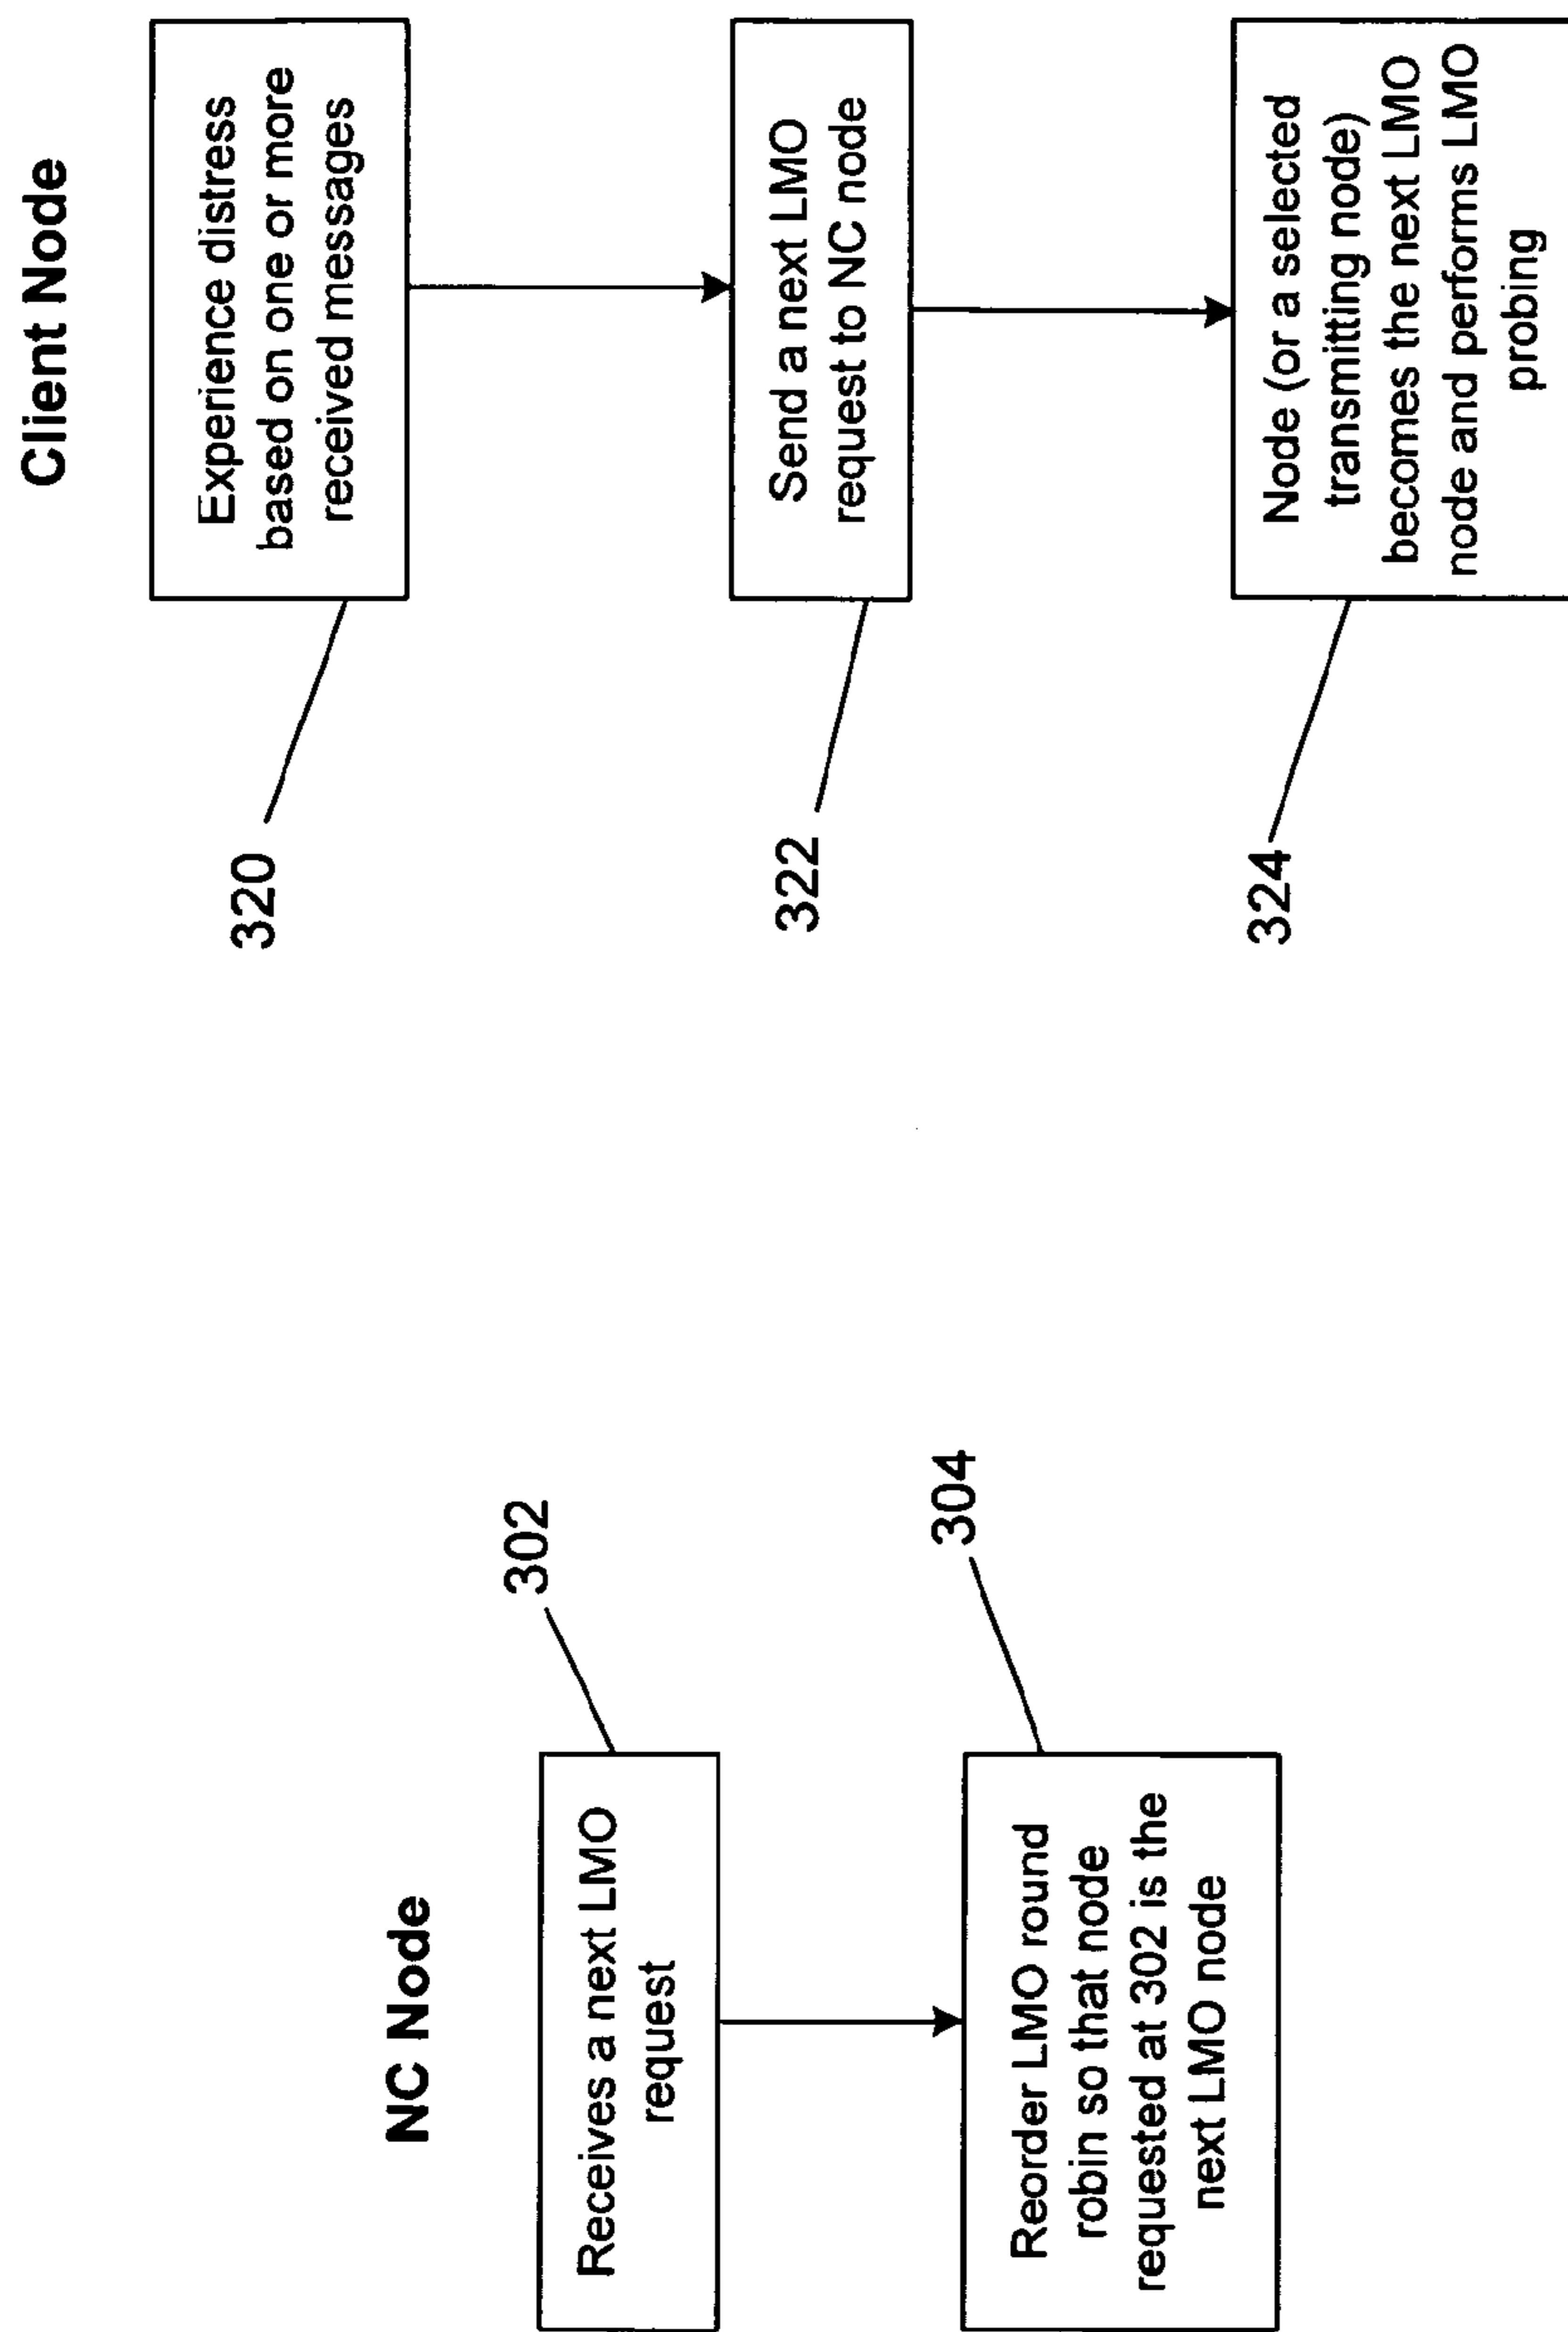 NC Node
Receives a next LMO
request
302
Reorder LMO round
robin so that node
requested at 302 is the
next LMO node
304
Client Node
Experience distress
based on one or more
received messages
320
Send a next LMO
request to NC node
322
Node (or a selected
transmitting node)
becomes the next LMO
node and performs LMO
probing
324